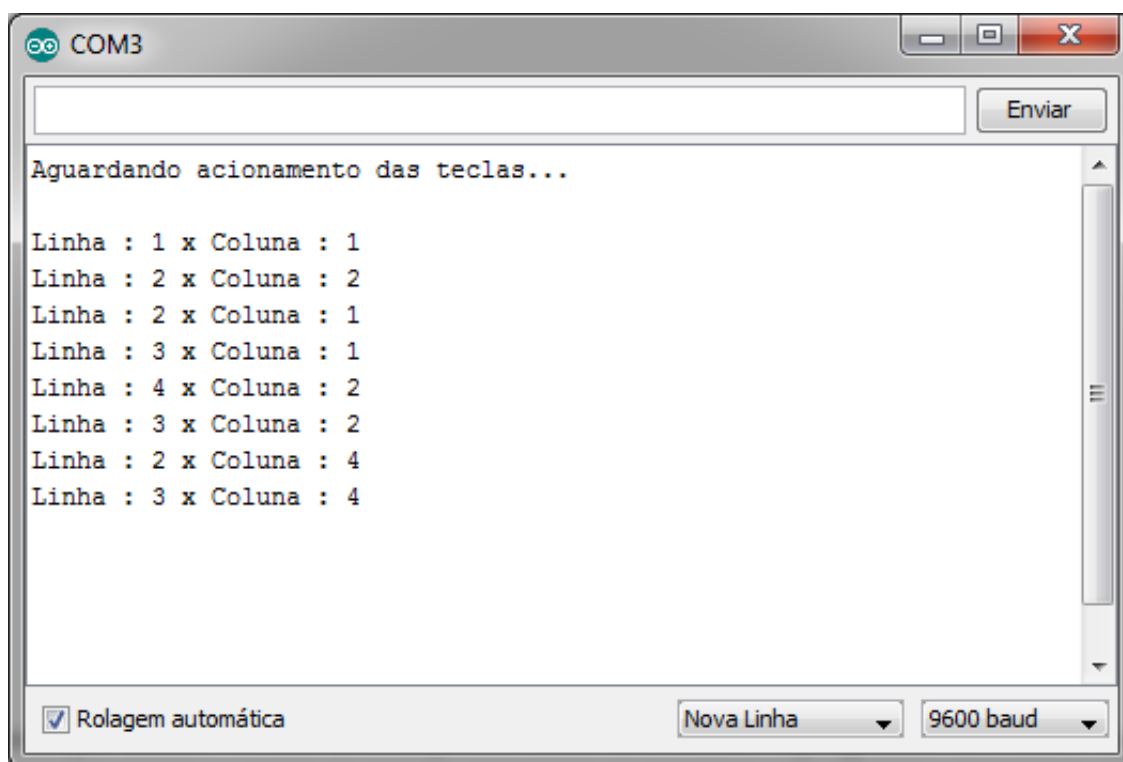 COM3
Enviar
Aguardando acionamento das teclas...
Linha : 1 x Coluna : 1
Linha : 2 x Coluna : 2
Linha : 2 x Coluna : 1
Linha : 3 x Coluna : 1
Linha : 4 x Coluna : 2
Linha : 3 x Coluna : 2
Linha : 2 x Coluna : 4
Linha : 3 x Coluna : 4
Rolagem automática
Nova Linha
9600 baud